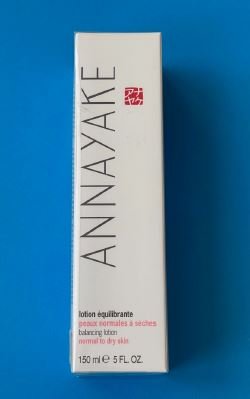 ANNAYAKE
アナ
ヤケ
lotion équilibrante
peaux normales à sèches
balancing lotion
normal to dry skin
150 ml e 5 FL. OZ.